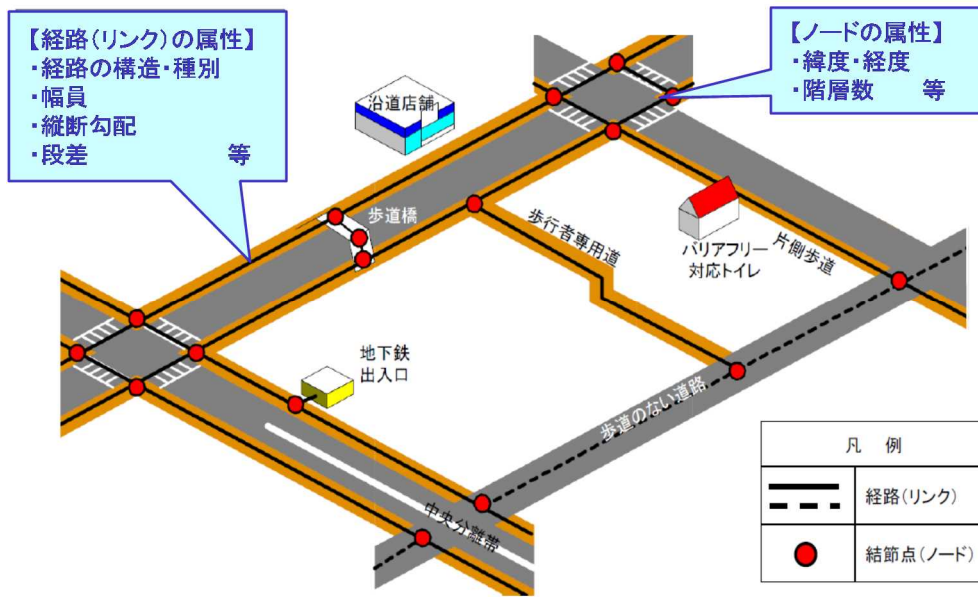 【経路(リンク)の属性】
・経路の構造・種別
・幅員
・縦断勾配
・段差　　　　等
【ノードの属性】
・緯度・経度
・階層数　等
沿道店舗
歩道橋
歩行者専用道
バリアフリー
対応トイレ
片側歩道
地下鉄
出入口
歩道のない道路
中央分離帯
凡　例
経路(リンク)
結節点(ノード)